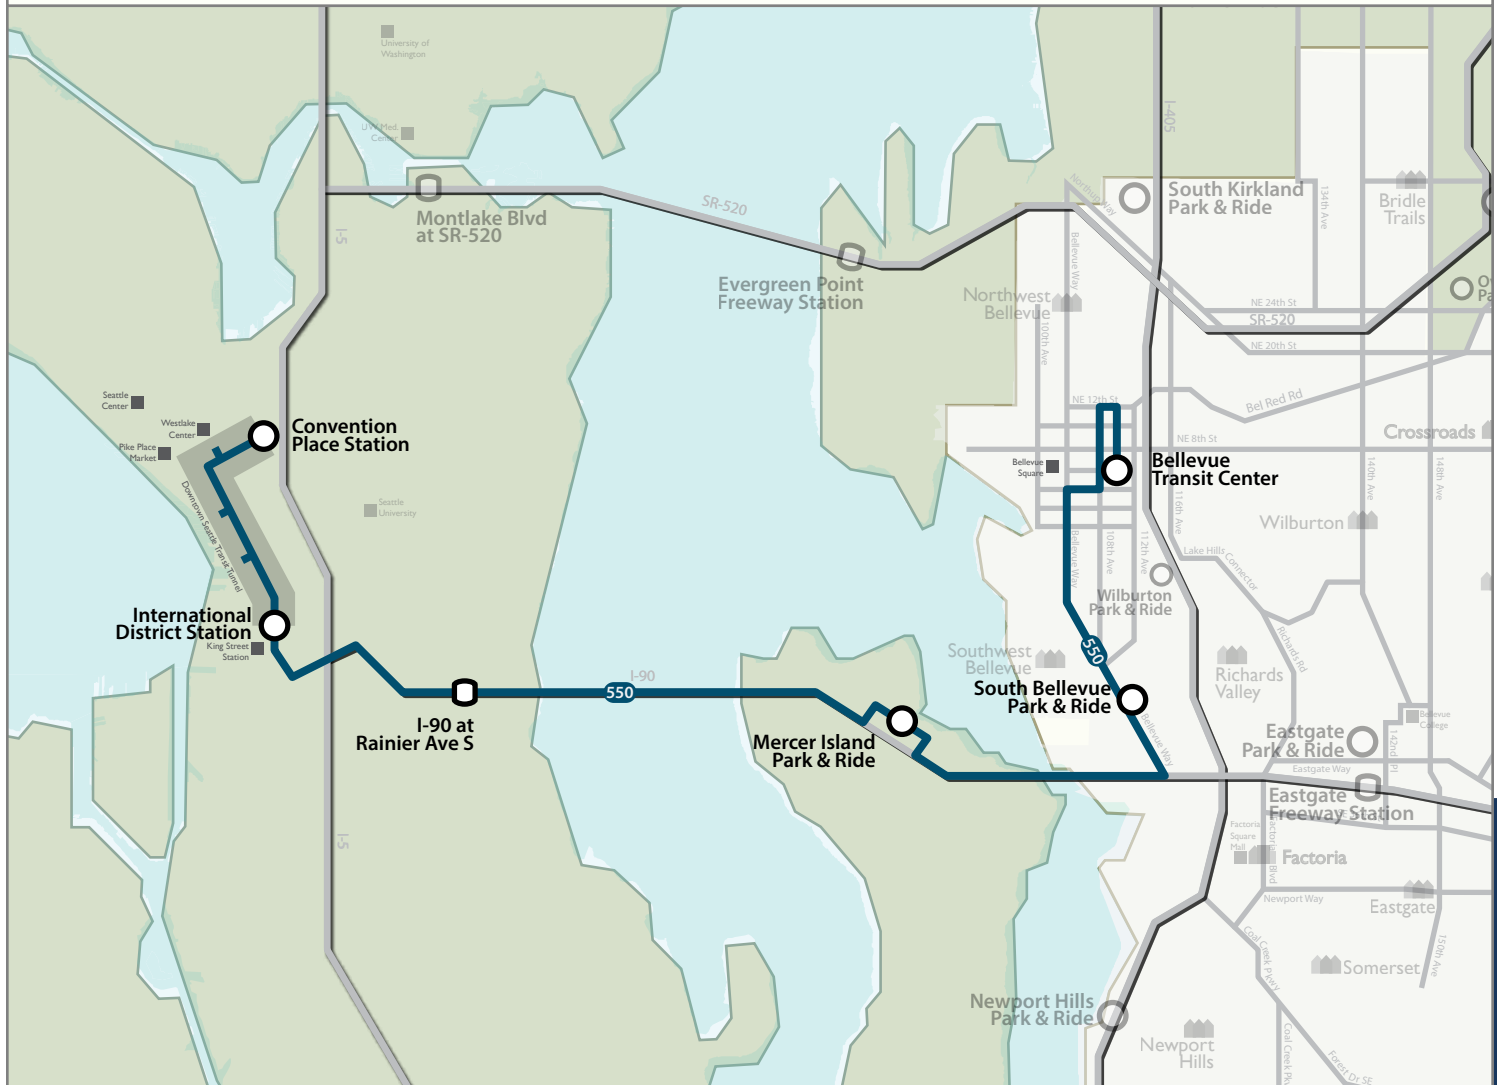 University of
Washington
UW Med.
Center
I-5
Montlake Blvd
at SR-520
SR-520
Evergreen Point
Freeway Station
I-405
Northup Way
South Kirkland
Park & Ride
134th Ave
Bridle
Trails
Bellevue Way
Northwest
Bellevue
100th Ave
NE 24th St
SR-520
NE 20th St
Seattle
Center
Westlake
Center
Pike Place
Market
Convention
Place Station
Downtown Seattle Transit Tunnel
Seattle
University
NE 12th St
Bel Red Rd
NE 8th St
Crossroads
Bellevue
Square
Bellevue
Transit Center
140th Ave
148th Ave
116th Ave
Wilburton
Bellevue Way
108th Ave
112th Ave
Lake Hills Connector
Wilburton
Park & Ride
International
District Station
King Street
Station
Richards Rd
550
Southwest
Bellevue
Richards
Valley
I-90
550
South Bellevue
Park & Ride
I-90 at
Rainier Ave S
Mercer Island
Park & Ride
Bellevue Way
Bellevue
College
Eastgate
Park & Ride
142nd Pl
Eastgate Way
Eastgate
Freeway Station
I-5
Factoria
Square
Mall
Factoria Blvd
Factoria
Newport Way
Eastgate
Coal Creek Pkwy
150th Ave
Somerset
Newport Hills
Park & Ride
Newport
Hills
Coal Creek Pk
Forest Dr SE